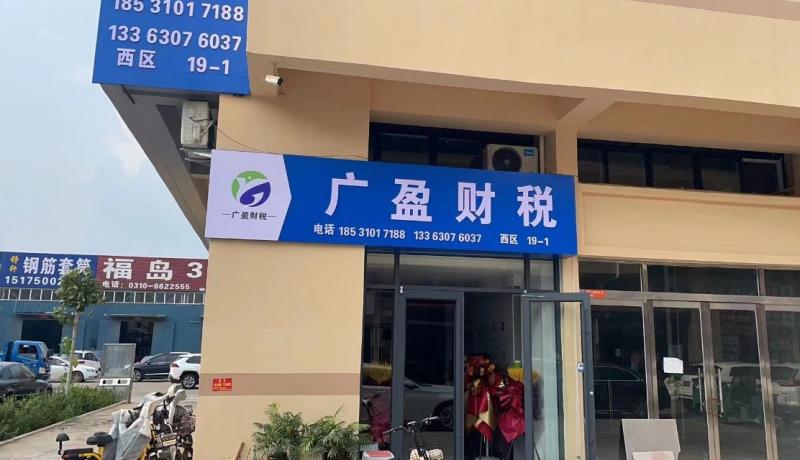 185 3101 7188
133 6307 6037
西区 19-1
广盈财税
广盈财税
电话 185 3101 7188 133 6307 6037 西区 19-1
钢筋套筒
1517500
福岛 3
电话：0310-6622555